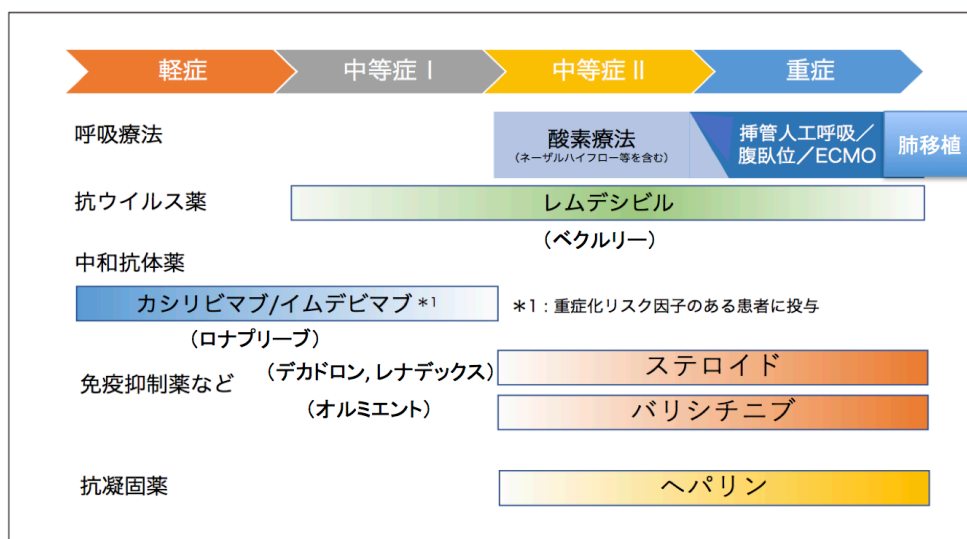 軽症
中等症 Ⅰ
中等症 Ⅱ
重症
呼吸療法
酸素療法
(ネーザルハイフロー等を含む)
挿管人工呼吸／
腹臥位／ECMO
肺移植
抗ウイルス薬
レムデシビル
(ベクルリー)
中和抗体薬
カシリビマブ/イムデビマブ *1
*1：重症化リスク因子のある患者に投与
(ロナプリーブ)
免疫抑制薬など
(デカドロン, レナデックス)
ステロイド
(オルミエント)
バリシチニブ
抗凝固薬
ヘパリン